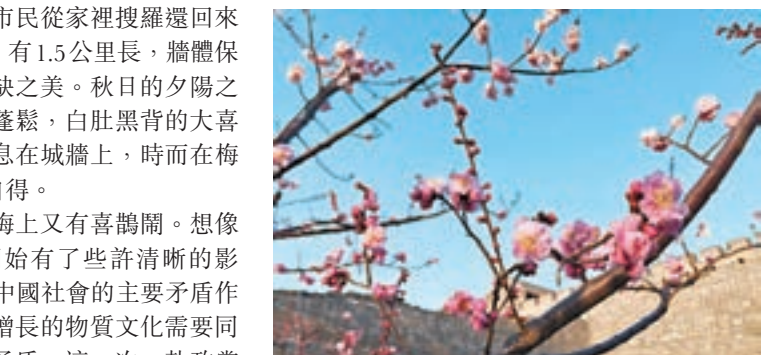 市民從家裡搜羅還回來
有1.5公里長，牆體保
缺之美。秋日的夕陽之
蓬鬆，白肚黑背的大喜
息在城牆上，時而在梅
自得。
梅上又有喜鵲鬧。想像
始有了些許清晰的影
中國社會的主要矛盾作
增長的物質文化需要同